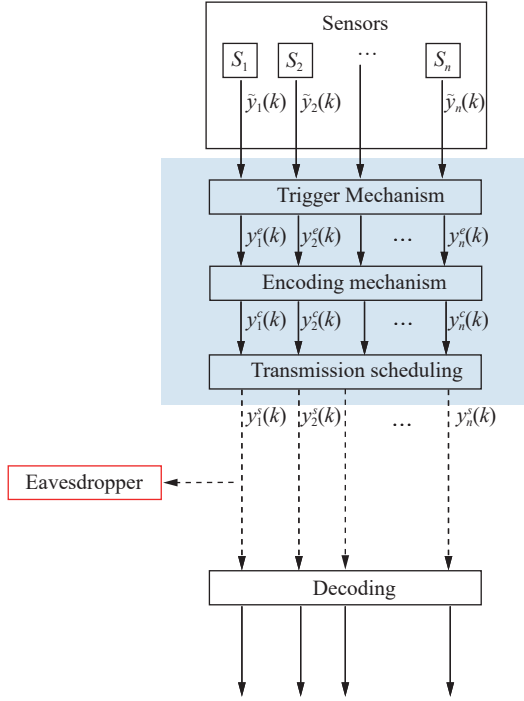 Sensors
S₁ S₂ ... Sₙ
ỹ₁(k) ỹ₂(k) ỹₙ(k)
Trigger Mechanism
y₁ᵉ(k) y₂ᵉ(k) ... yₙᵉ(k)
Encoding mechanism
y₁ᶜ(k) y₂ᶜ(k) ... yₙᶜ(k)
Transmission scheduling
y₁ˢ(k) y₂ˢ(k) ... yₙˢ(k)
Eavesdropper
Decoding